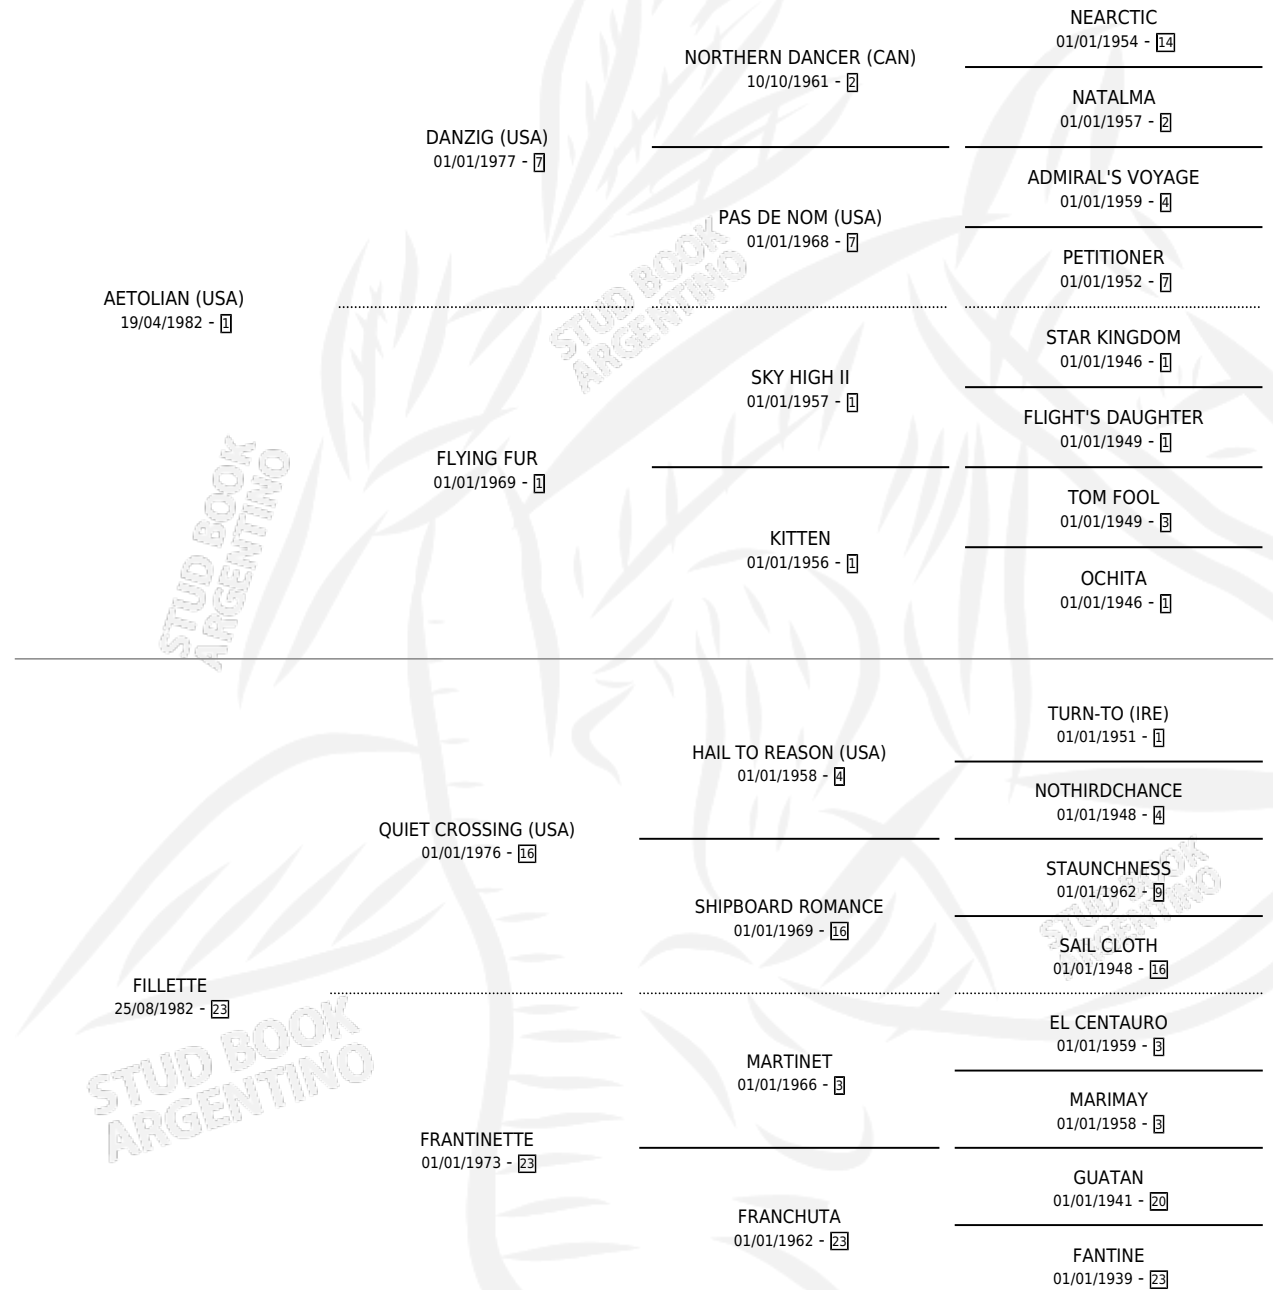 NEARCTIC
01/01/1954 - 14
NORTHERN DANCER (CAN)
10/10/1961 - 2
NATALMA
01/01/1957 - 2
DANZIG (USA)
01/01/1977 - 7
ADMIRAL'S VOYAGE
01/01/1959 - 4
PAS DE NOM (USA)
01/01/1968 - 7
PETITIONER
01/01/1952 - 7
AETOLIAN (USA)
19/04/1982 - 1
STAR KINGDOM
01/01/1946 - 1
SKY HIGH II
01/01/1957 - 1
FLIGHT'S DAUGHTER
01/01/1949 - 1
FLYING FUR
01/01/1969 - 1
TOM FOOL
01/01/1949 - 3
KITTEN
01/01/1956 - 1
OCHITA
01/01/1946 - 1
TURN-TO (IRE)
01/01/1951 - 1
HAIL TO REASON (USA)
01/01/1958 - 4
NOTHIRDCHANCE
01/01/1948 - 4
QUIET CROSSING (USA)
01/01/1976 - 16
STAUNCHNESS
01/01/1962 - 9
SHIPBOARD ROMANCE
01/01/1969 - 16
SAIL CLOTH
01/01/1948 - 16
FILLETTE
25/08/1982 - 23
EL CENTAURO
01/01/1959 - 3
MARTINET
01/01/1966 - 3
MARIMAY
01/01/1958 - 3
FRANTINETTE
01/01/1973 - 23
GUATAN
01/01/1941 - 20
FRANCHUTA
01/01/1962 - 23
FANTINE
01/01/1939 - 23
STUD BOOK
ARGENTINO
STUD BOOK
ARGENTINO
STUD BOOK
ARGENTINO
STUD BOOK
ARGENTINO